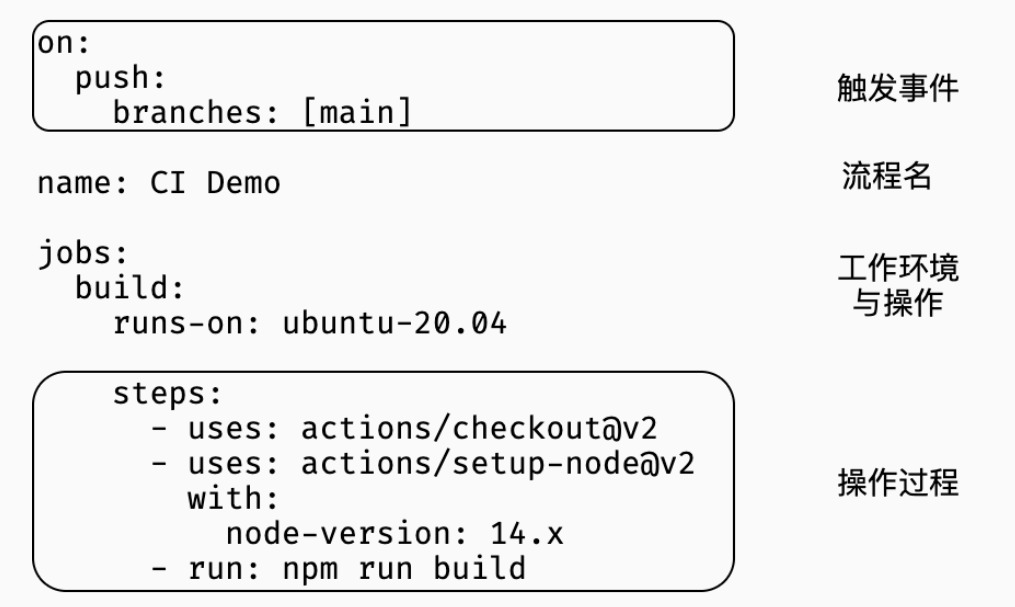 on:
  push:
    branches: [main]
触发事件
name: CI Demo
流程名
jobs:
  build:
    runs-on: ubuntu-20.04
工作环境
与操作
    steps:
      - uses: actions/checkout@v2
      - uses: actions/setup-node@v2
        with:
          node-version: 14.x
      - run: npm run build
操作过程